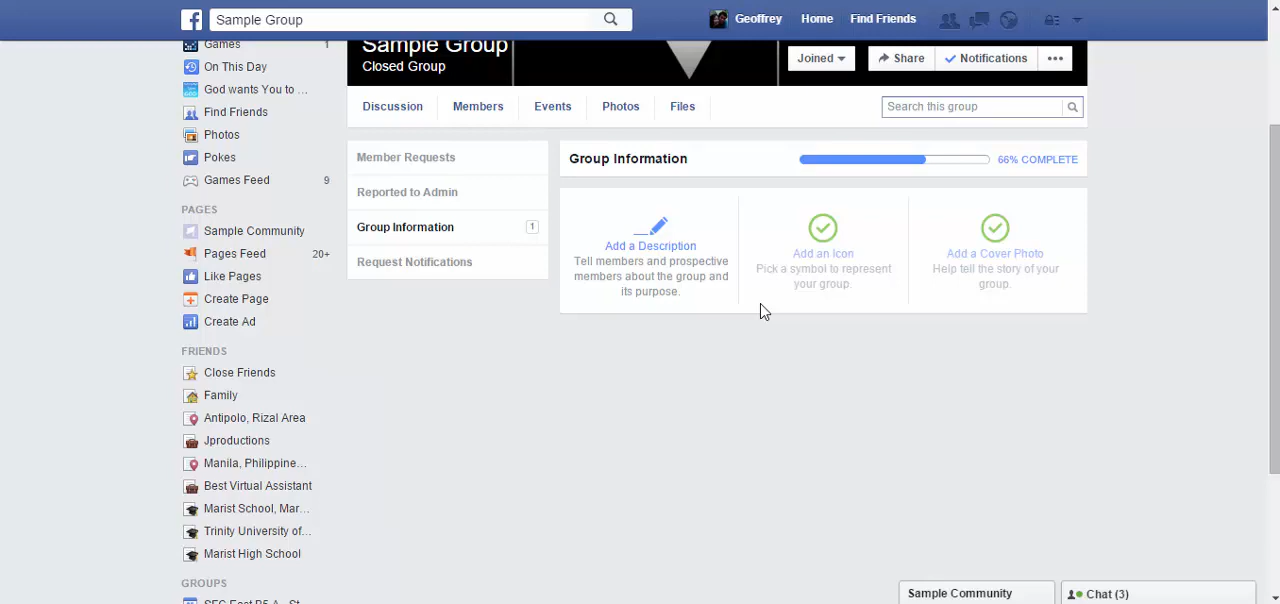 Sample Group
Geoffrey
Home
Find Friends
Games 1
On This Day
God wants You to ...
Find Friends
Photos
Pokes
Games Feed 9
PAGES
Sample Community
Pages Feed 20+
Like Pages
Create Page
Create Ad
FRIENDS
Close Friends
Family
Antipolo, Rizal Area
Jproductions
Manila, Philippine...
Best Virtual Assistant
Marist School, Mar...
Trinity University of...
Marist High School
GROUPS
Sample Group
Closed Group
Joined
Share
Notifications
Discussion
Members
Events
Photos
Files
Search this group
Member Requests
Reported to Admin
Group Information 1
Request Notifications
Group Information
66% COMPLETE
Add a Description
Tell members and prospective
members about the group and
its purpose.
Add an Icon
Pick a symbol to represent
your group.
Add a Cover Photo
Help tell the story of your
group.
Sample Community
Chat (3)